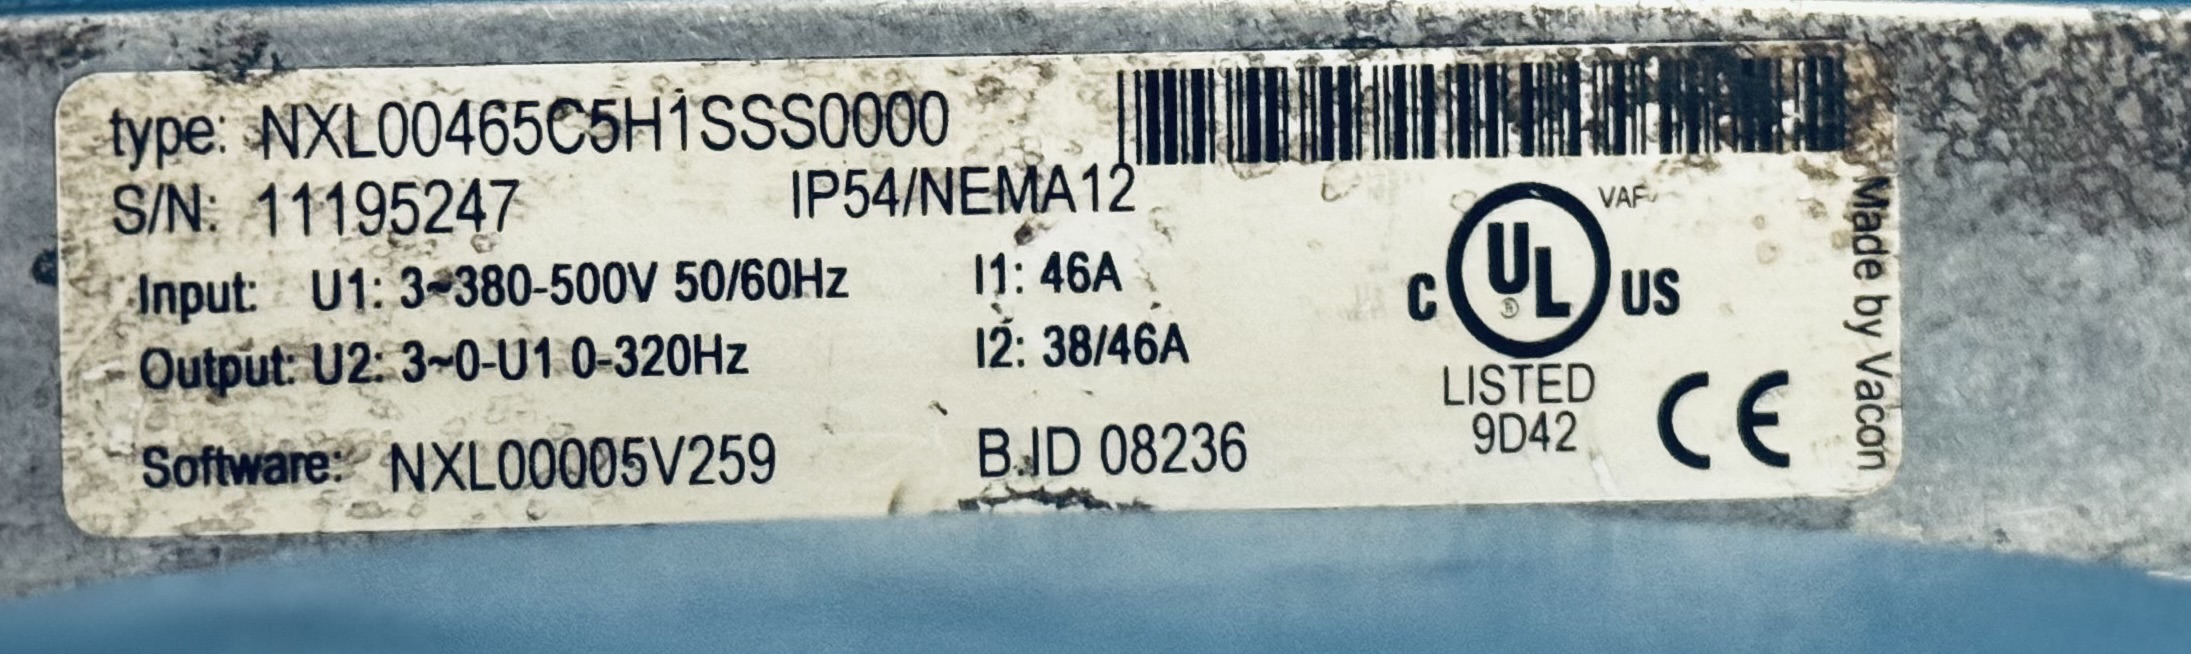 type: NXL00465C5H1SSS0000
S/N: 11195247 IP54/NEMA12
Input: U1: 3~380-500V 50/60Hz I1: 46A
Output: U2: 3~0-U1 0-320Hz I2: 38/46A
Software: NXL00005V259 B.ID 08236
VAF
C UL US
®
LISTED
9D42
CE
Made by Vacon